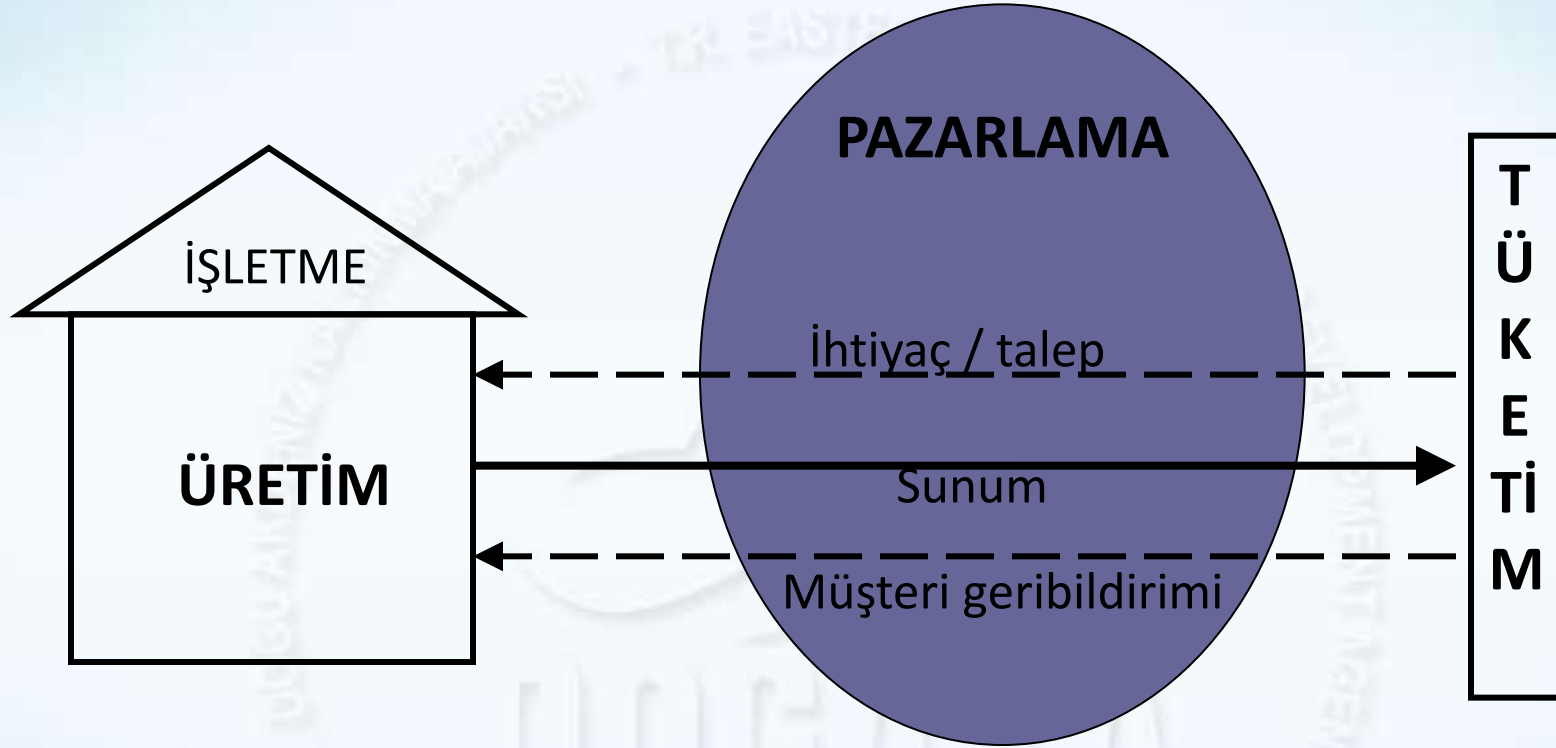 PAZARLAMA
İŞLETME
İhtiyaç / talep
ÜRETİM
Sunum
Müşteri geribildirimi
T
Ü
K
E
Tİ
M